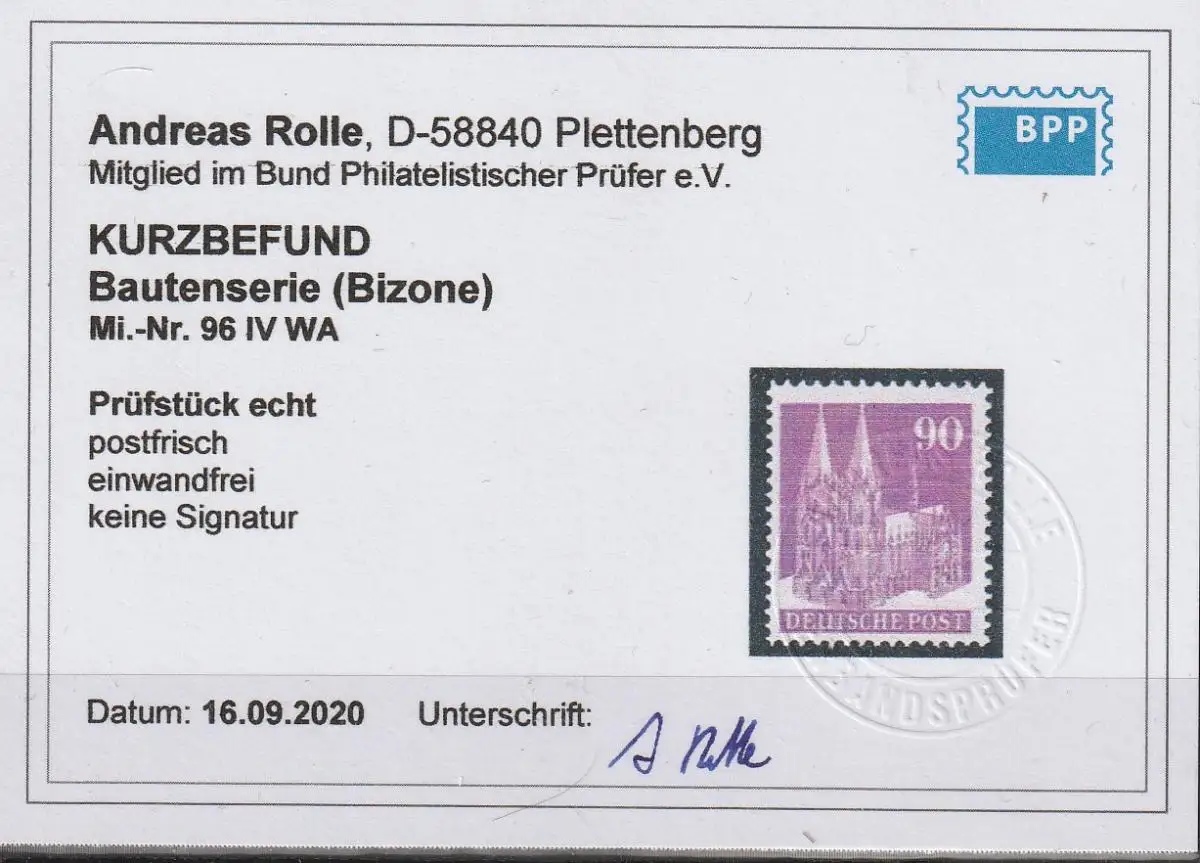 Andreas Rolle, D-58840 Plettenberg
Mitglied im Bund Philatelistischer Prüfer e.V.
BPP
KURZBEFUND
Bautenserie (Bizone)
Mi.-Nr. 96 IV WA
Prüfstück echt
postfrisch
einwandfrei
keine Signatur
90
DEUTSCHE POST
Datum: 16.09.2020 Unterschrift:
A Rolle